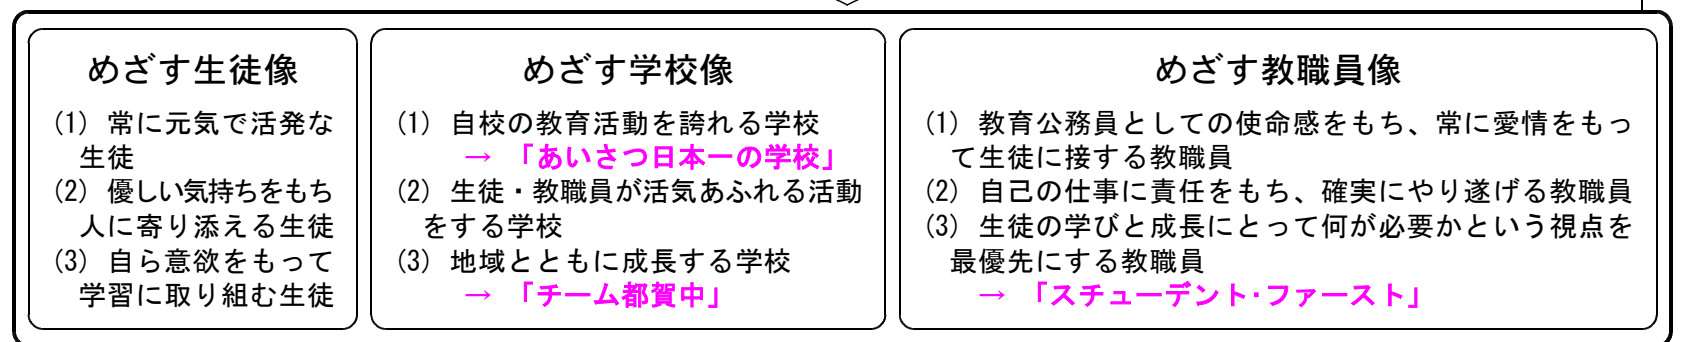 めざす生徒像
(1) 常に元気で活発な
生徒
(2) 優しい気持ちをもち
人に寄り添える生徒
(3) 自ら意欲をもって
学習に取り組む生徒
めざす学校像
(1) 自校の教育活動を誇れる学校
→ 「あいさつ日本一の学校」
(2) 生徒・教職員が活気あふれる活動
をする学校
(3) 地域とともに成長する学校
→ 「チーム都賀中」
めざす教職員像
(1) 教育公務員としての使命感をもち、常に愛情をもっ
て生徒に接する教職員
(2) 自己の仕事に責任をもち、確実にやり遂げる教職員
(3) 生徒の学びと成長にとって何が必要かという視点を
最優先にする教職員
→ 「スチューデント・ファースト」